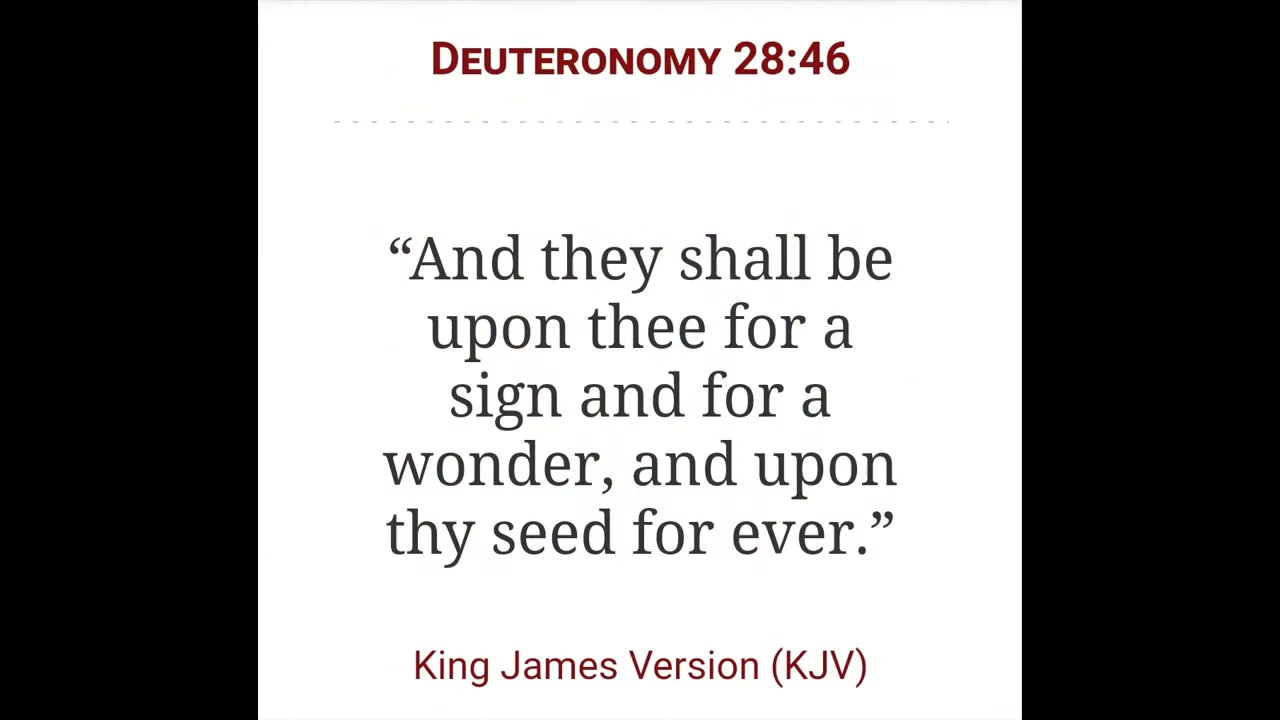 Deuteronomy 28:46
“And they shall be
upon thee for a
sign and for a
wonder, and upon
thy seed for ever.”
King James Version (KJV)